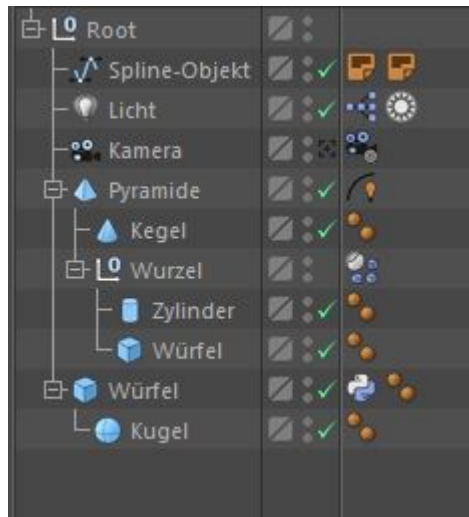 Root
Spline-Objekt
Licht
Kamera
Pyramide
Kegel
Wurzel
Zylinder
Würfel
Würfel
Kugel